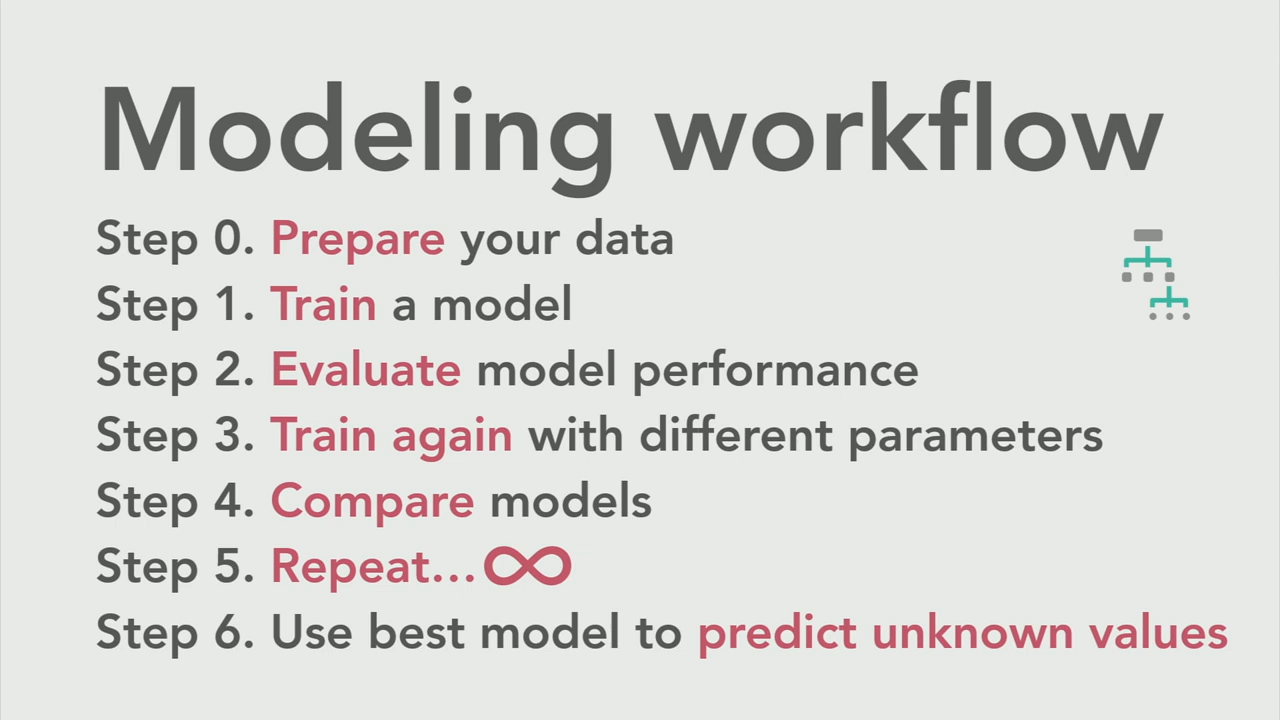 Modeling workflow
Step 0. Prepare your data
Step 1. Train a model
Step 2. Evaluate model performance
Step 3. Train again with different parameters
Step 4. Compare models
Step 5. Repeat...∞
Step 6. Use best model to predict unknown values